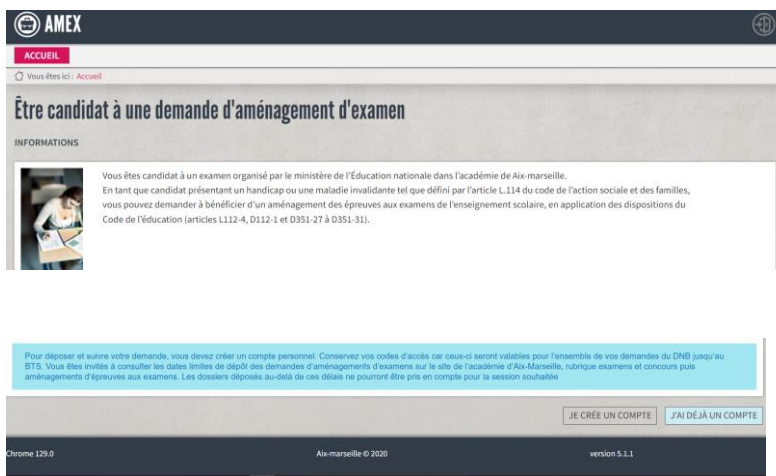 AMEX
ACCUEIL
Vous êtes ici : Accueil
Être candidat à une demande d'aménagement d'examen
INFORMATIONS
Vous êtes candidat à un examen organisé par le ministère de l'Éducation nationale dans l'académie de Aix-marseille.
En tant que candidat présentant un handicap ou une maladie invalidante tel que défini par l'article L.114 du code de l'action sociale et des familles,
vous pouvez demander à bénéficier d'un aménagement des épreuves aux examens de l'enseignement scolaire, en application des dispositions du
Code de l'éducation (articles L112-4, D112-1 et D351-27 à D351-31).
Pour déposer et suivre votre demande, vous devez créer un compte personnel. Conservez vos codes d'accès car ceux-ci seront valables pour l'ensemble de vos demandes du DNB jusqu'au
BTS. Vous êtes invités à consulter les dates limites de dépôt des demandes d'aménagements d'examens sur le site de l'académie d'Aix-Marseille, rubrique examens et concours puis
aménagements d'épreuves aux examens. Les dossiers déposés au-delà de ces délais ne pourront être pris en compte pour la session souhaitée
JE CRÉE UN COMPTE J'AI DÉJÀ UN COMPTE
Chrome 129.0 Aix-marseille © 2020 version 5.1.1